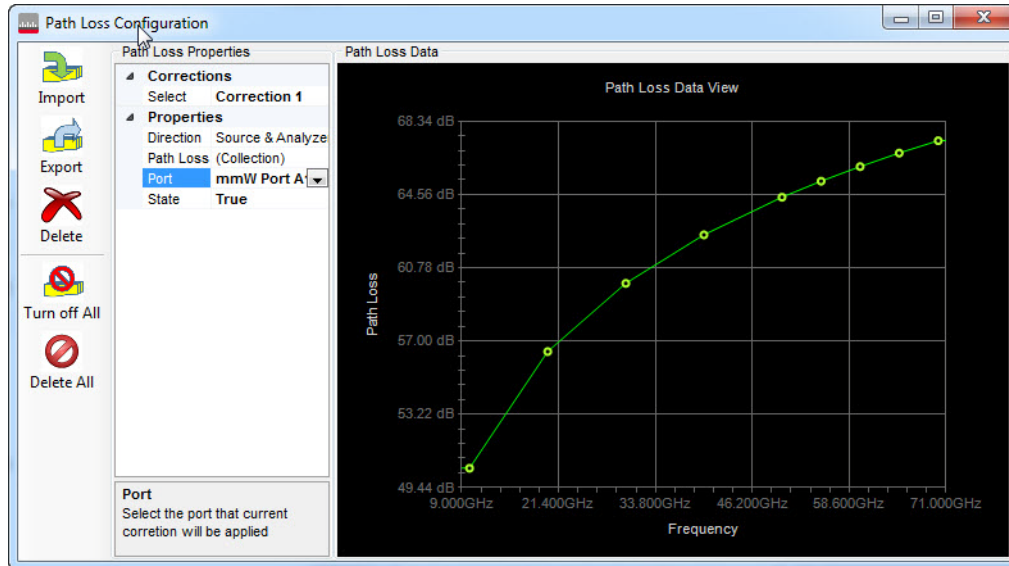 Path Loss Configuration
Import
Export
Delete
Turn off All
Delete All
Path Loss Properties
Corrections
Select Correction 1
Properties
Direction Source & Analyze
Path Loss (Collection)
Port mmW Port A
State True
Port
Select the port that current
corretion will be applied
Path Loss Data
Path Loss Data View
68.34 dB
64.56 dB
60.78 dB
57.00 dB
53.22 dB
49.44 dB
Path Loss
9.000GHz 21.400GHz 33.800GHz 46.200GHz 58.600GHz 71.000GHz
Frequency